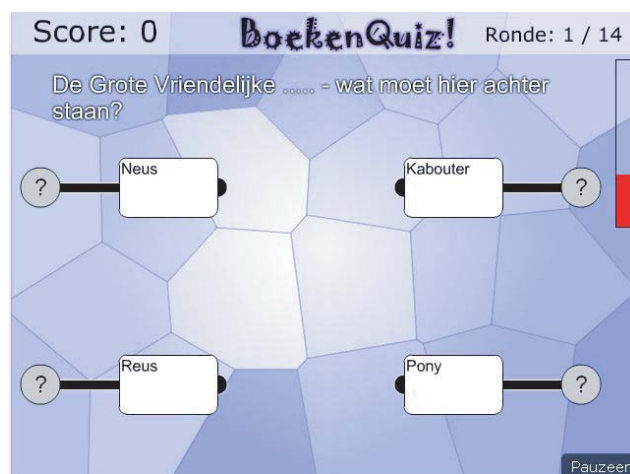 Score: 0
BoekenQuiz!
Ronde: 1 / 14
De Grote Vriendelijke ..... - wat moet hier achter
staan?
? Neus
Kabouter ?
? Reus
Pony ?
Pauzeer